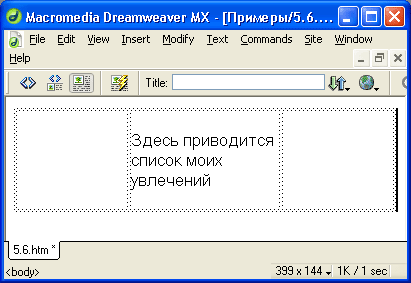 Macromedia Dreamweaver MX - [Примеры/5.6....
File Edit View Insert Modify Text Commands Site Window
Help
Title:
Здесь приводится
список моих
увлечений
5.6.htm*
<body>
399 x 144
1K / 1 sec